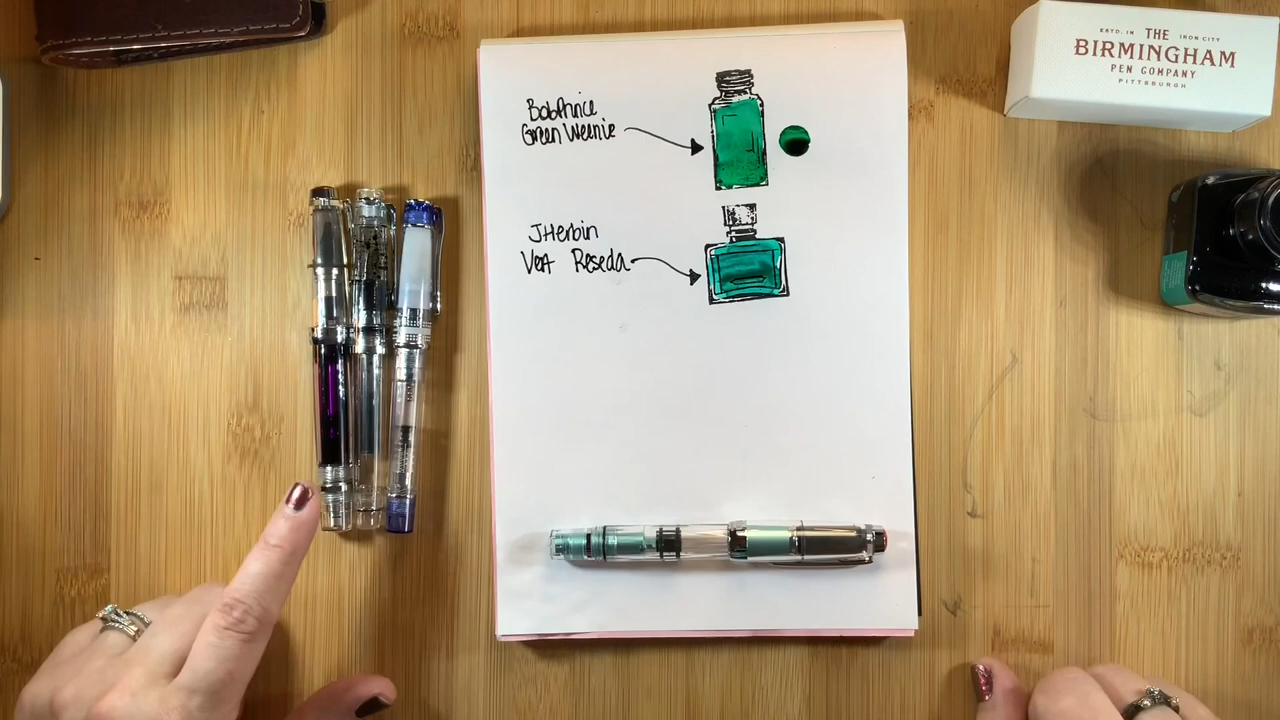 BobPrince
Green Weenie
JHerbin
Vert Reseda
ESTD. IN THE IRON CITY
BIRMINGHAM
PEN COMPANY
PITTSBURGH